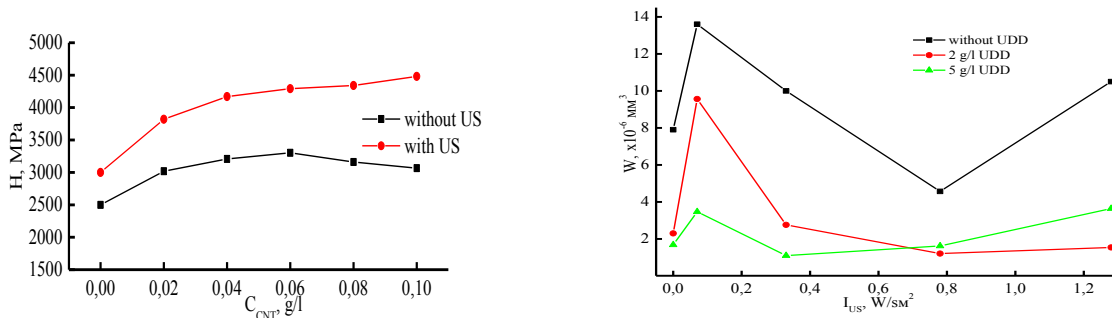 5000
4500
4000
3500
3000
2500
2000
1500
H, MPa
without US
with US
0,00 0,02 0,04 0,06 0,08 0,10
C_CNT, g/l
14
12
10
8
6
4
2
W, x10^-6 мм^3
without UDD
2 g/l UDD
5 g/l UDD
0,0 0,2 0,4 0,6 0,8 1,0 1,2
I_US, W/sм^2